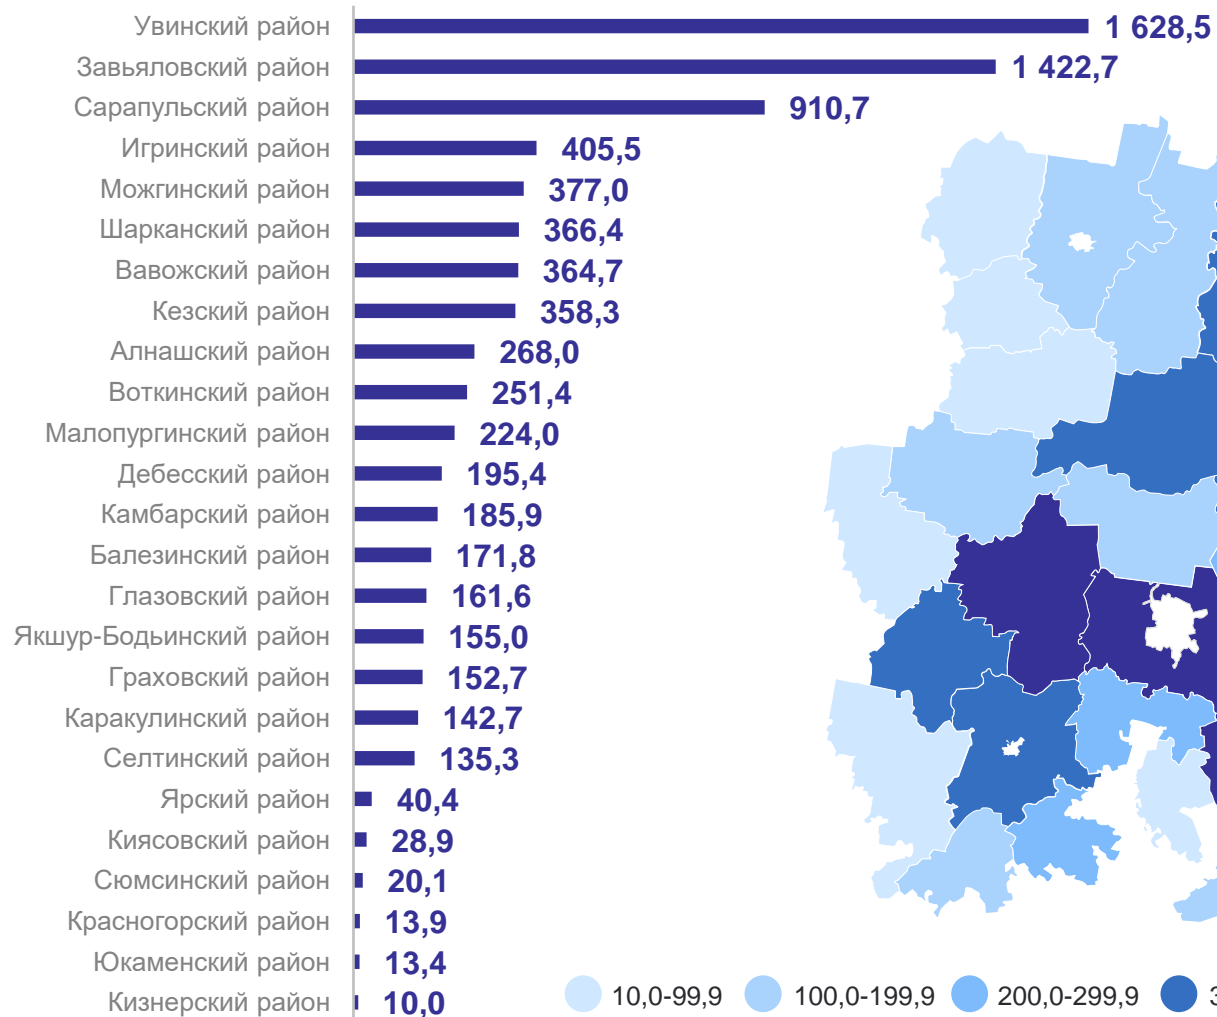 Увинский район 1 628,5
Завьяловский район 1 422,7
Сарапульский район 910,7
Игринский район 405,5
Можгинский район 377,0
Шарканский район 366,4
Вавожский район 364,7
Кезский район 358,3
Алнашский район 268,0
Воткинский район 251,4
Малопургинский район 224,0
Дебесский район 195,4
Камбарский район 185,9
Балезинский район 171,8
Глазовский район 161,6
Якшур-Бодьинский район 155,0
Граховский район 152,7
Каракулинский район 142,7
Селтинский район 135,3
Ярский район 40,4
Киясовский район 28,9
Сюмсинский район 20,1
Красногорский район 13,9
Юкаменский район 13,4
Кизнерский район 10,0
10,0-99,9 100,0-199,9 200,0-299,9